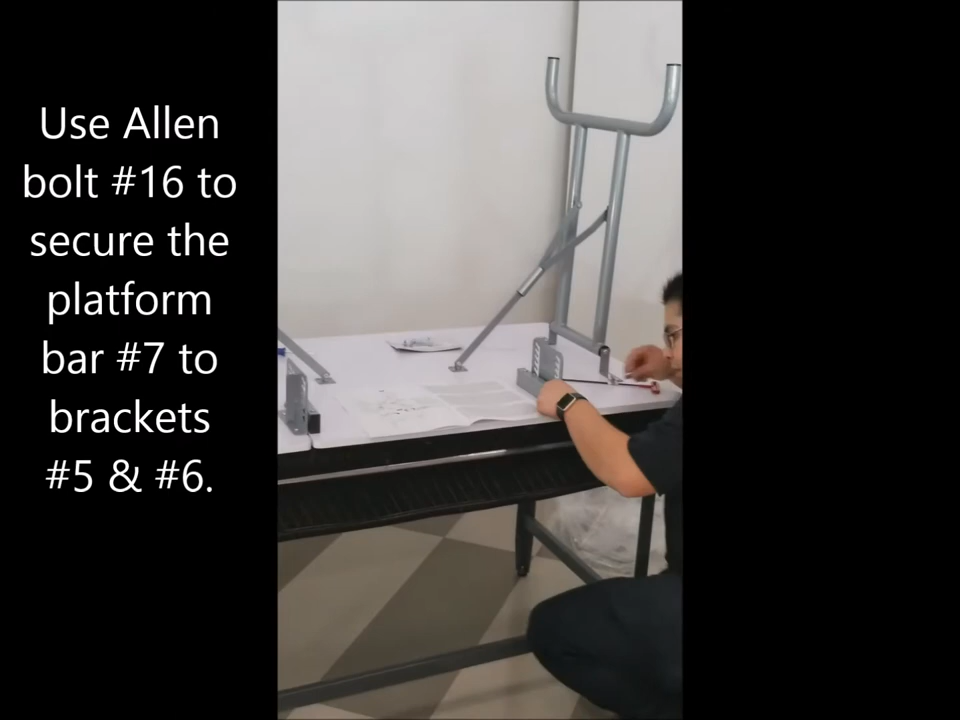 Use Allen
bolt #16 to
secure the
platform
bar #7 to
brackets
#5 & #6.